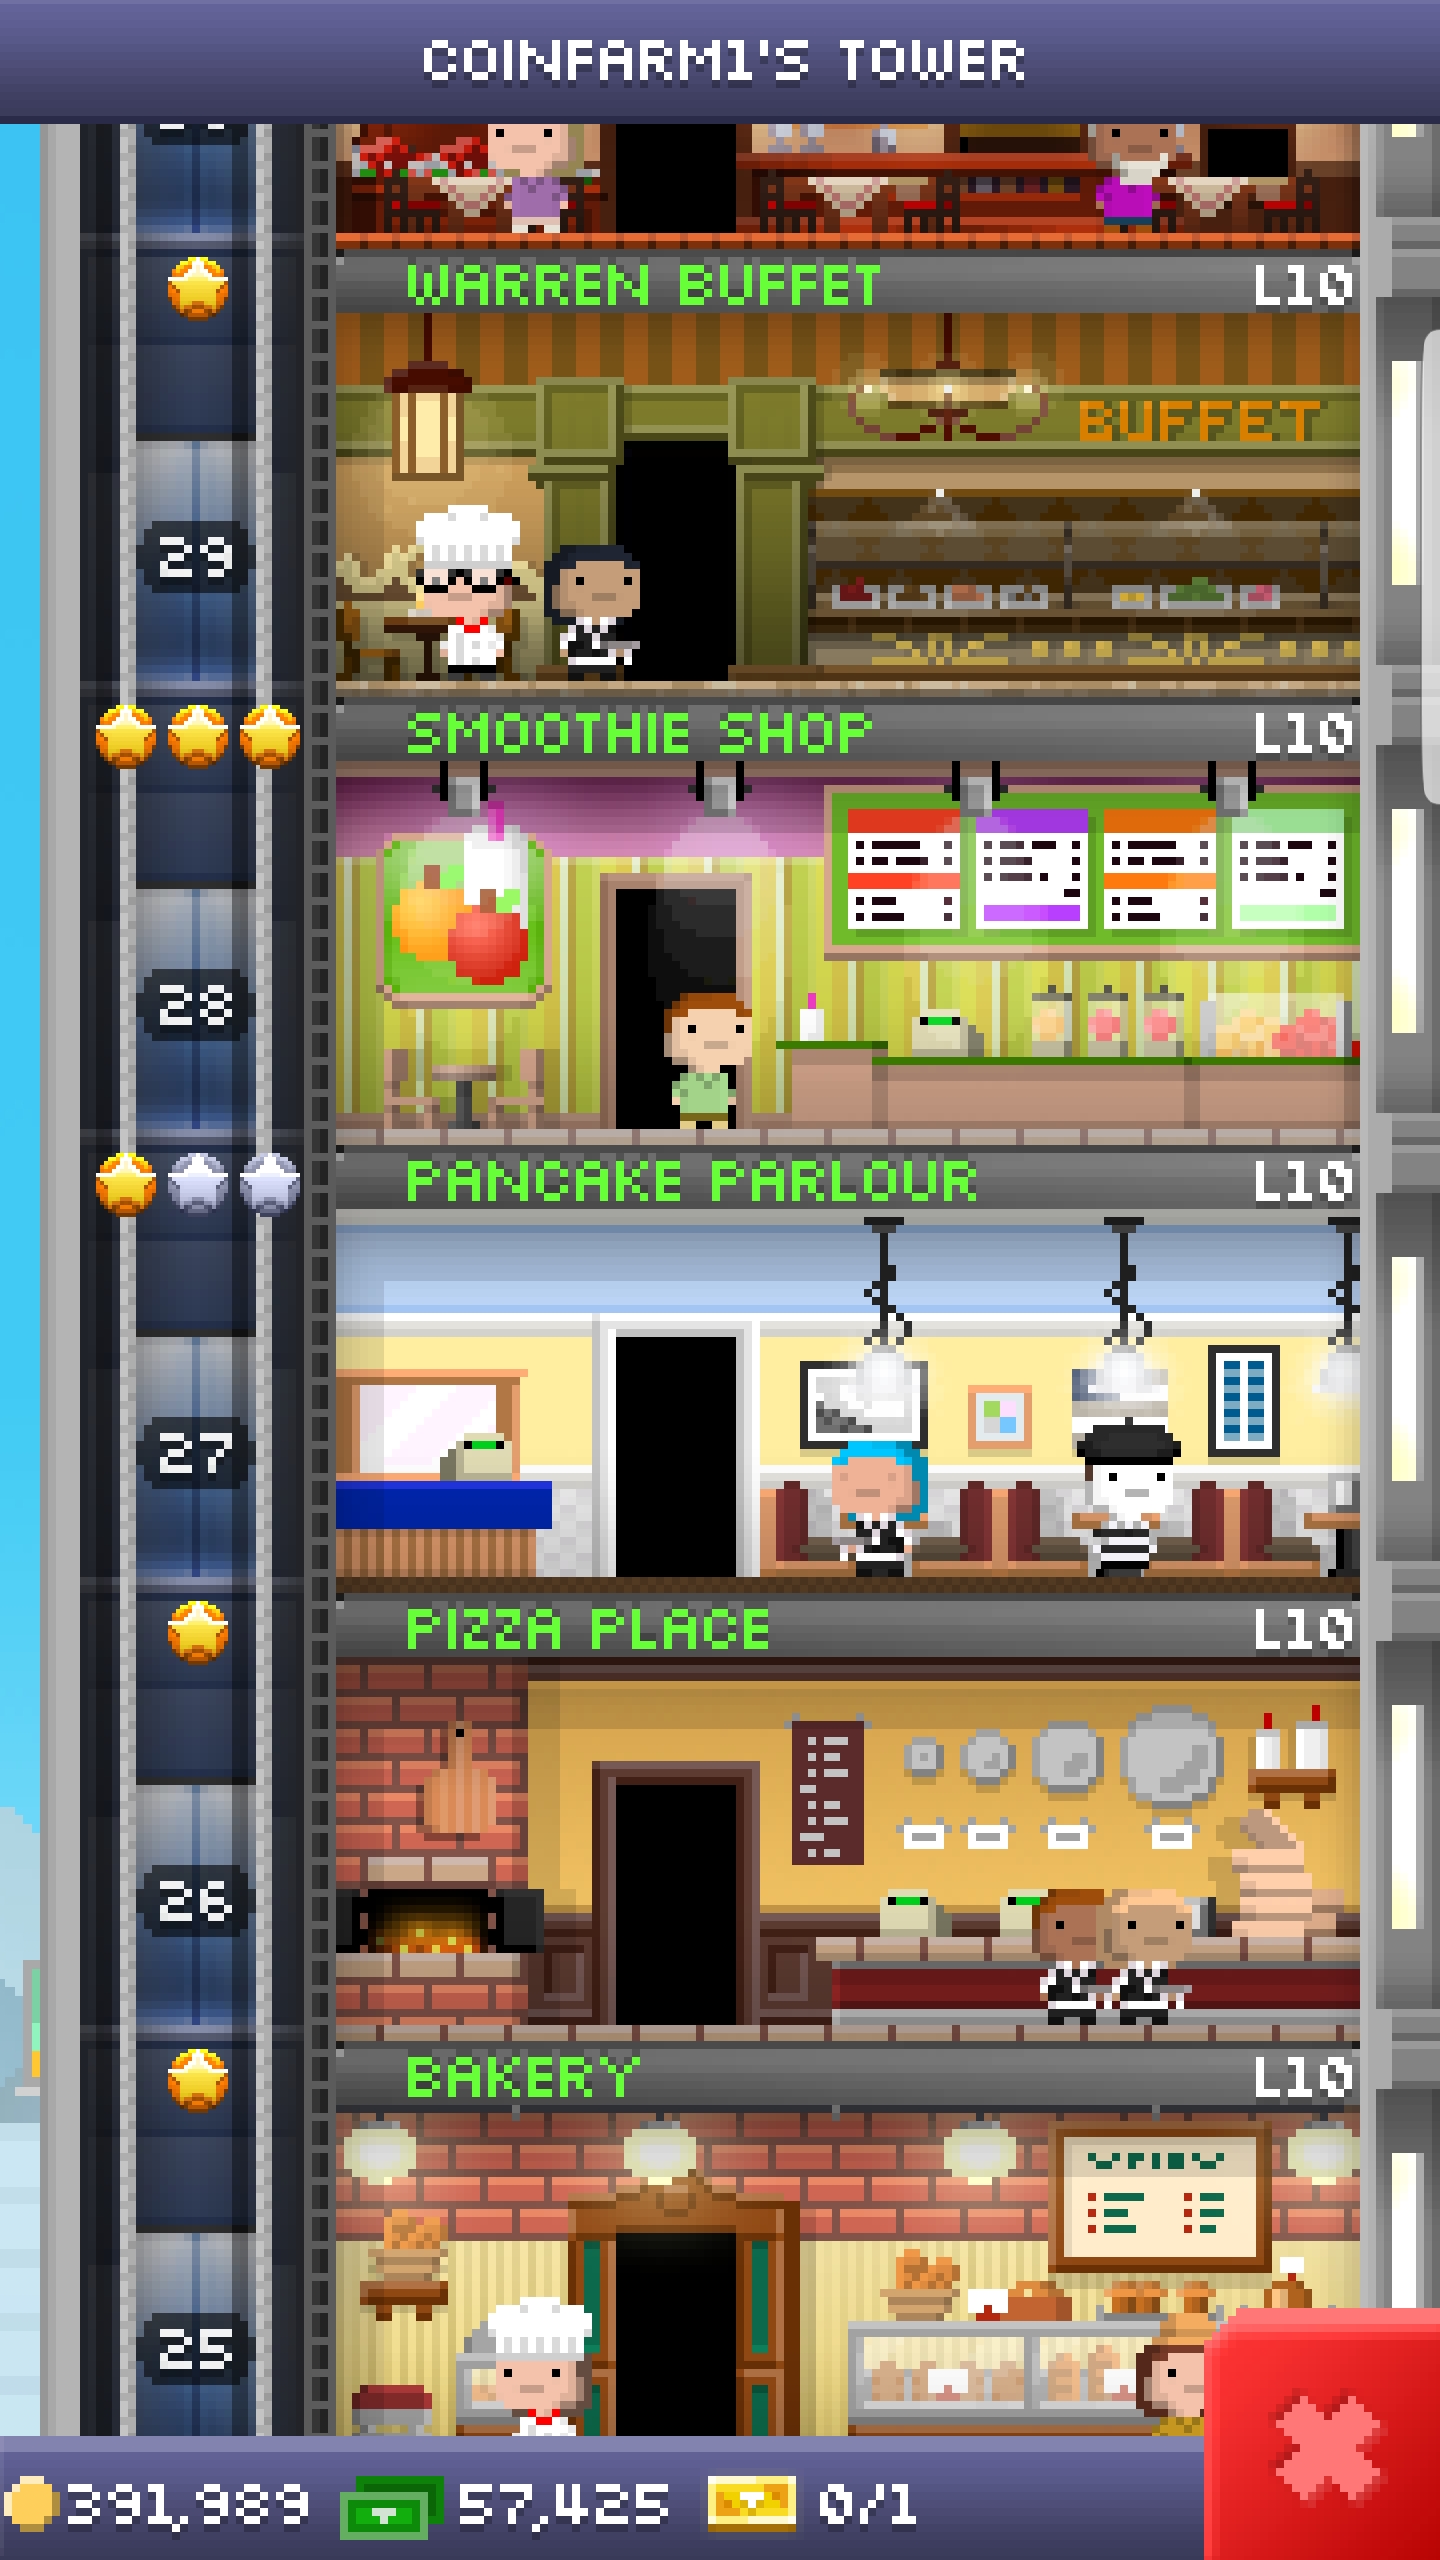 COINFARM1'S TOWER
WARREN BUFFET L10
BUFFET
29
SMOOTHIE SHOP L10
28
PANCAKE PARLOUR L10
27
PIZZA PLACE L10
26
BAKERY L10
25
391,989 57,425 0/1